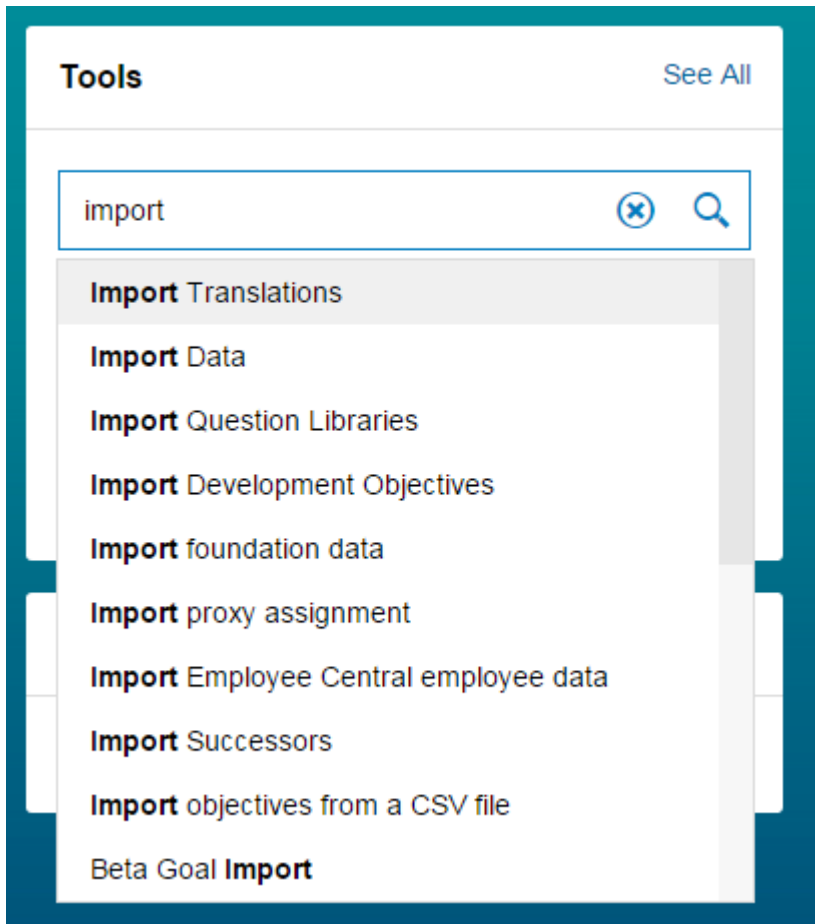 Tools
See All
import
Import Translations
Import Data
Import Question Libraries
Import Development Objectives
Import foundation data
Import proxy assignment
Import Employee Central employee data
Import Successors
Import objectives from a CSV file
Beta Goal Import